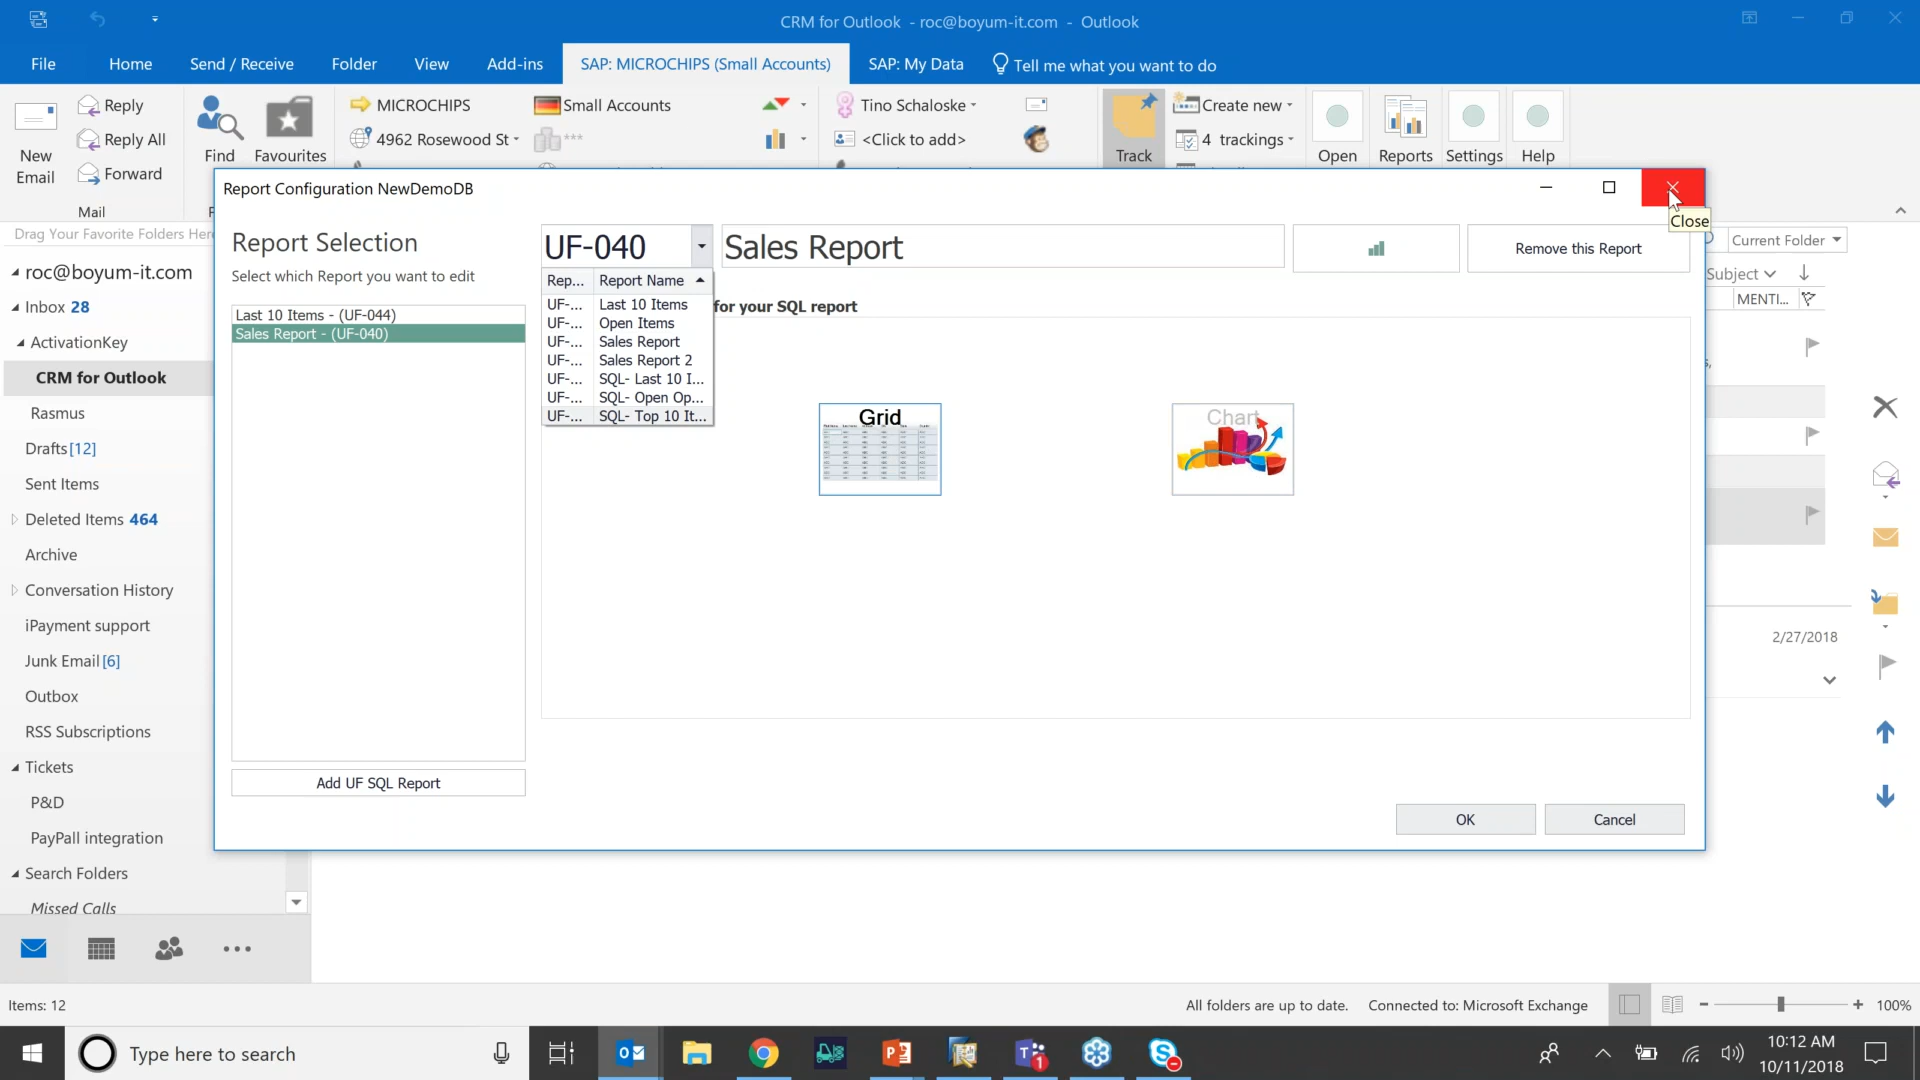 CRM for Outlook - roc@boyum-it.com - Outlook
File Home Send / Receive Folder View Add-ins SAP: MICROCHIPS (Small Accounts) SAP: My Data Tell me what you want to do
New Email
Reply
Reply All
Forward
Mail
Find
Favourites
MICROCHIPS
4962 Rosewood St
Small Accounts
***
Tino Schaloske
<Click to add>
Track
Create new
4 trackings
Open
Reports
Settings
Help
Report Configuration NewDemoDB
Close
Drag Your Favorite Folders Here
roc@boyum-it.com
Inbox 28
ActivationKey
CRM for Outlook
Rasmus
Drafts [12]
Sent Items
Deleted Items 464
Archive
Conversation History
iPayment support
Junk Email [6]
Outbox
RSS Subscriptions
Tickets
P&D
PayPall integration
Search Folders
Missed Calls
Report Selection
Select which Report you want to edit
Last 10 Items - (UF-044)
Sales Report - (UF-040)
Add UF SQL Report
UF-040
Sales Report
Remove this Report
Rep... Report Name
UF-... Last 10 Items
UF-... Open Items
UF-... Sales Report
UF-... Sales Report 2
UF-... SQL- Last 10 I...
UF-... SQL- Open Op...
UF-... SQL- Top 10 It...
for your SQL report
Grid
Chart
OK
Cancel
Current Folder
Subject
MENTI...
2/27/2018
Items: 12
All folders are up to date.
Connected to: Microsoft Exchange
100%
Type here to search
1
10:12 AM
10/11/2018